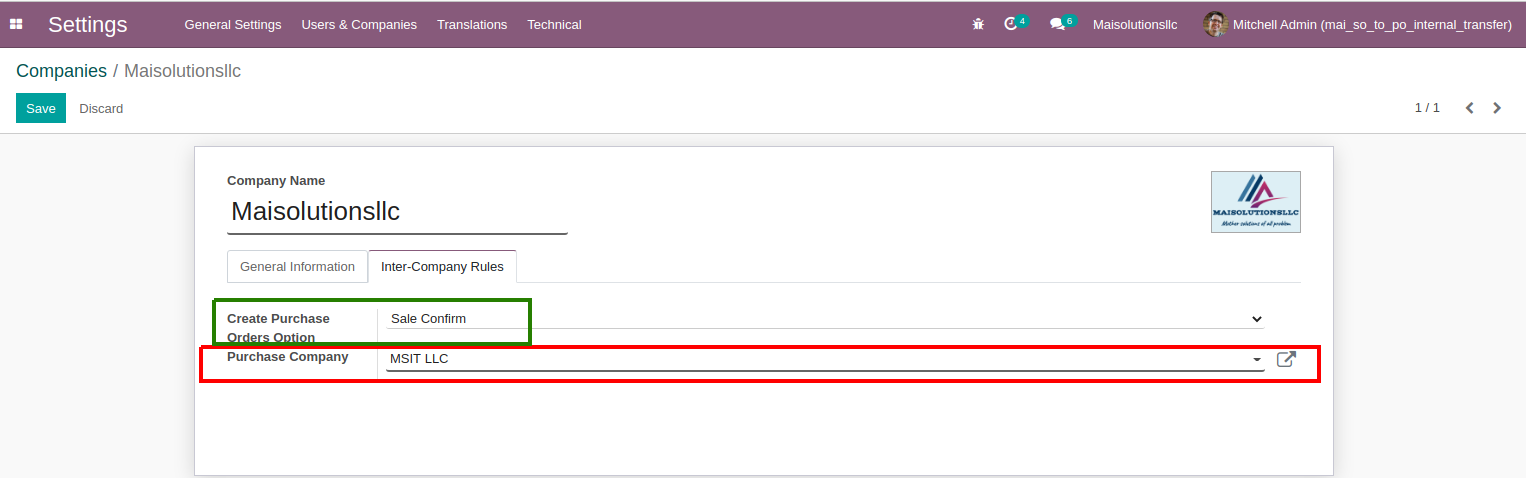 Settings General Settings Users & Companies Translations Technical 4 6 Maisolutionsllc Mitchell Admin (mai_so_to_po_internal_transfer)
Companies / Maisolutionsllc
Save Discard 1 / 1
Company Name
Maisolutionsllc
MAISOLUTIONSLLC
Mother solutions of all problem
General Information Inter-Company Rules
Create Purchase Sale Confirm
Orders Option
Purchase Company MSIT LLC